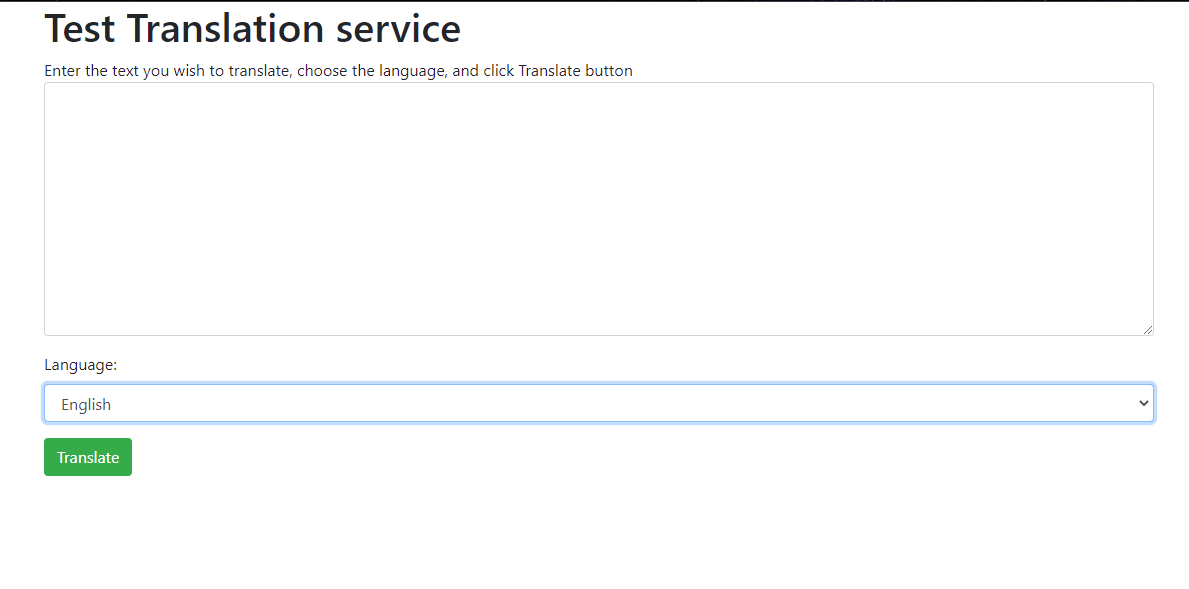 Test Translation service
Enter the text you wish to translate, choose the language, and click Translate button
Language:
English
Translate